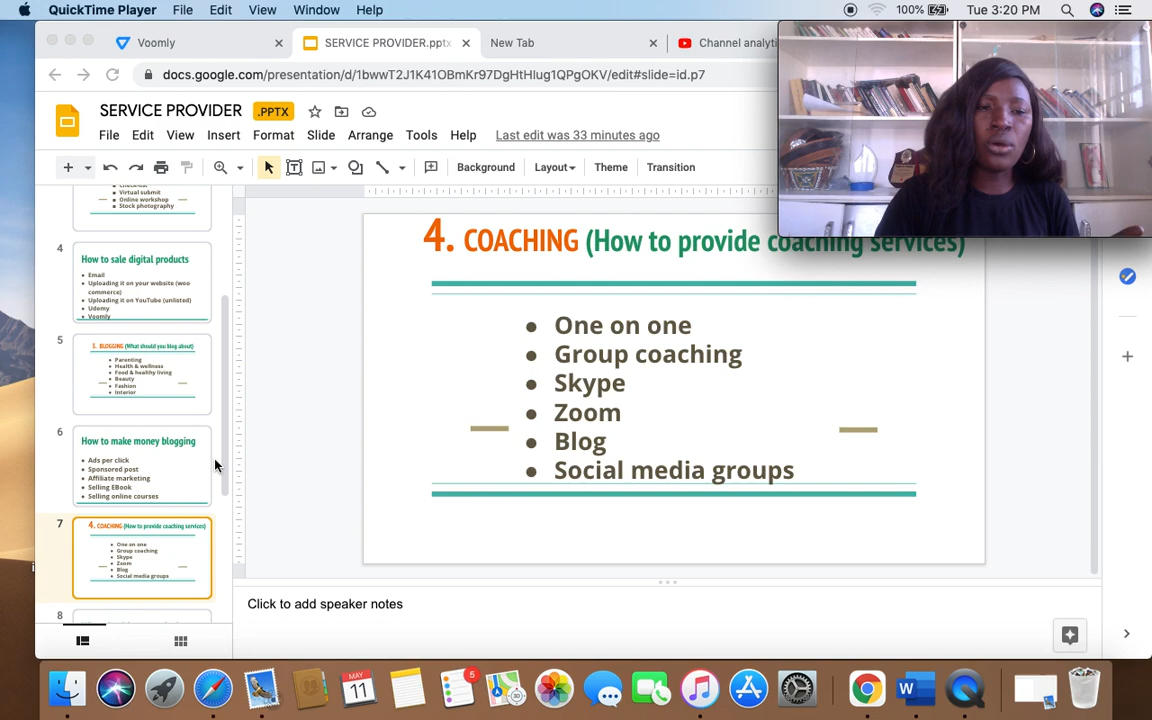 QuickTime Player File Edit View Window Help 100% Tue 3:20 PM
Voomly SERVICE PROVIDER.pptx New Tab Channel analyti
docs.google.com/presentation/d/1bwwT2J1K41OBmKr97DgHtHlug1QPgOKV/edit#slide=id.p7
SERVICE PROVIDER .PPTX
File Edit View Insert Format Slide Arrange Tools Help Last edit was 33 minutes ago
Background Layout Theme Transition
Virtual submit
Online workshop
Stock photography
4
How to sale digital products
Email
Uploading it on your website (woo
commerce)
Uploading it on YouTube (unlisted)
Udemy
Voomly
5
3. BLOGGING (What should you blog about)
Parenting
Health & wellness
Food & healthy living
Beauty
Fashion
Interior
6
How to make money blogging
Ads per click
Sponsored post
Affiliate marketing
Selling EBook
Selling online courses
7
4. COACHING (How to provide coaching services)
One on one
Group coaching
Skype
Zoom
Blog
Social media groups
8
4. COACHING (How to provide coaching services)
● One on one
● Group coaching
● Skype
● Zoom
● Blog
● Social media groups
Click to add speaker notes
MAY
11
5
W